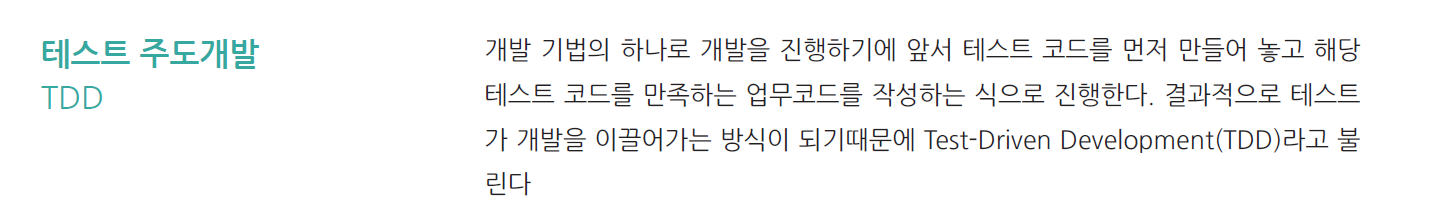 테스트 주도개발
TDD
개발 기법의 하나로 개발을 진행하기에 앞서 테스트 코드를 먼저 만들어 놓고 해당
테스트 코드를 만족하는 업무코드를 작성하는 식으로 진행한다. 결과적으로 테스트
가 개발을 이끌어가는 방식이 되기때문에 Test-Driven Development(TDD)라고 불
린다